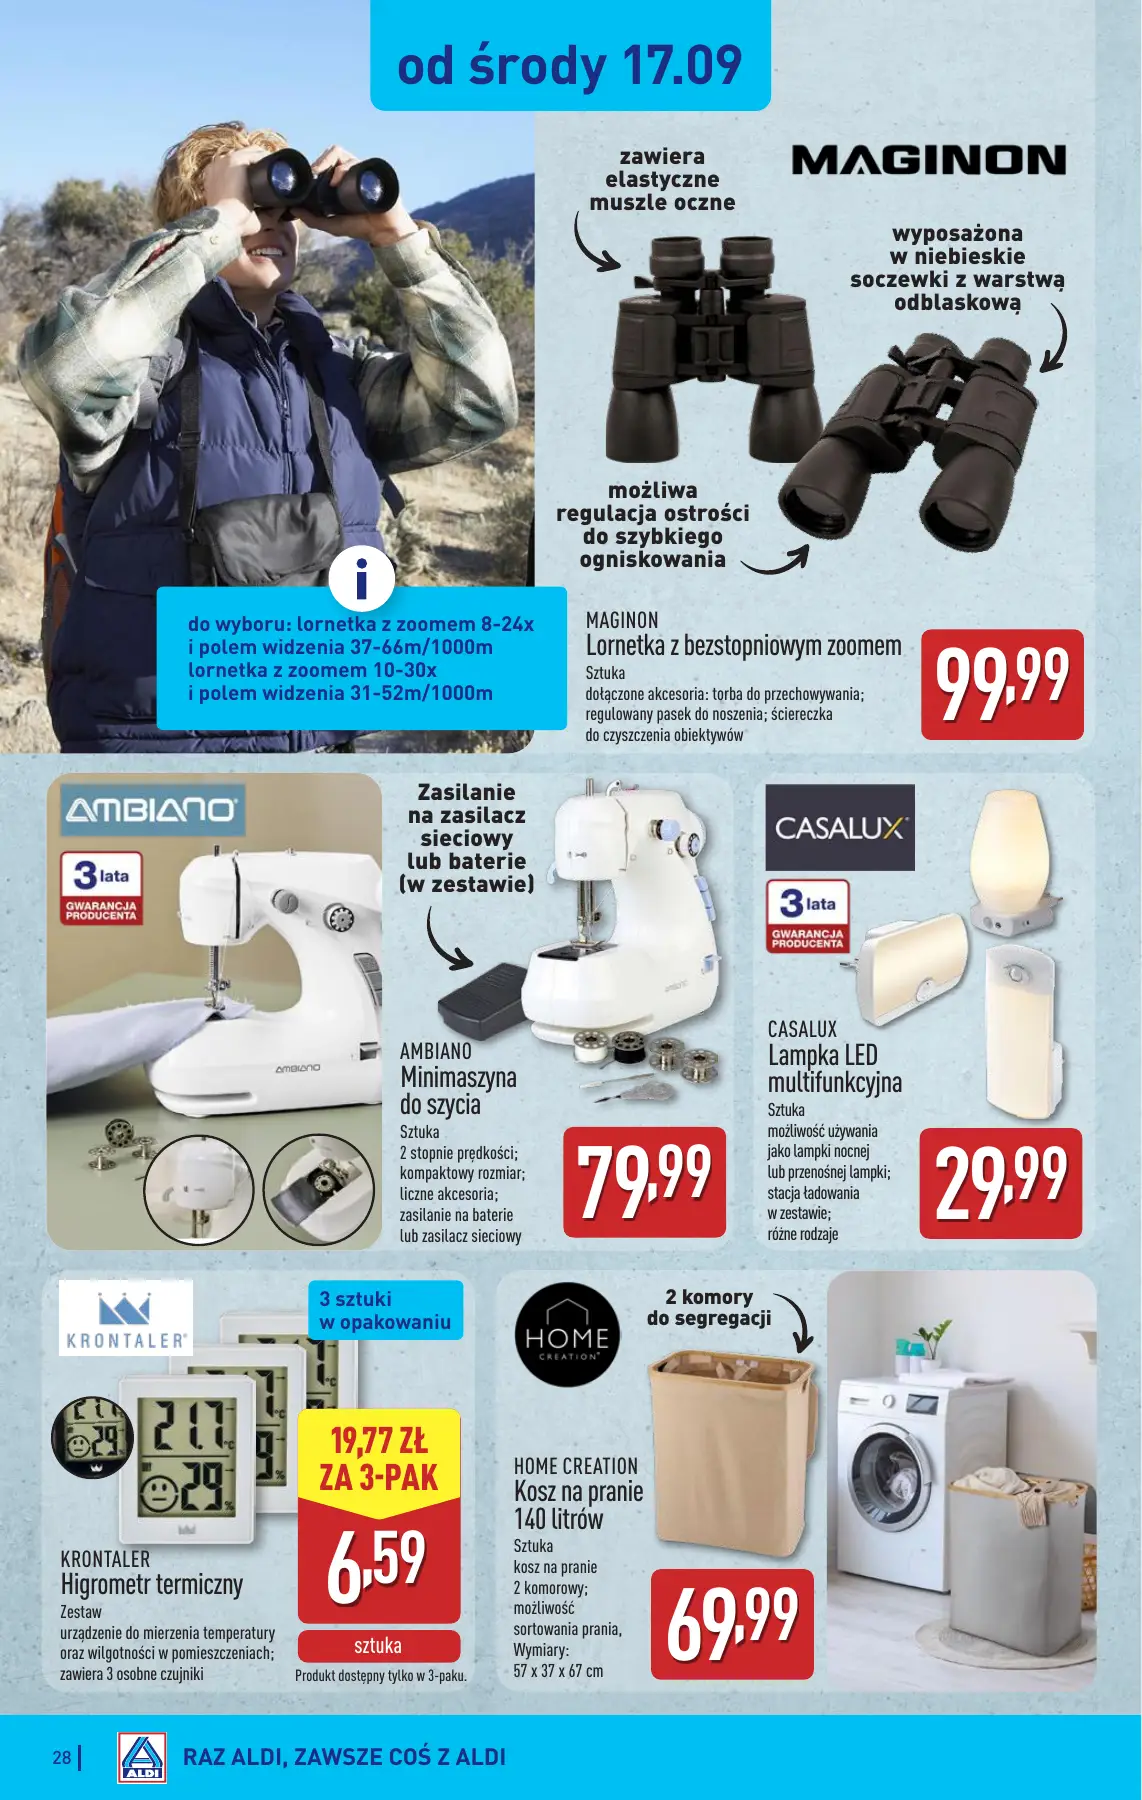 od środy 17.09
zawiera
elastyczne
muszle oczne
MAGINON
wyposażona
w niebieskie
soczewki z warstwą
odblaskową
możliwa
regulacja ostrości
do szybkiego
ogniskowania
i
do wyboru: lornetka z zoomem 8-24x
i polem widzenia 37-66m/1000m
lornetka z zoomem 10-30x
i polem widzenia 31-52m/1000m
MAGINON
Lornetka z bezstopniowym zoomem
Sztuka
dołączone akcesoria: torba do przechowywania;
regulowany pasek do noszenia; ściereczka
do czyszczenia obiektywów
99,99
AMBIANO
3 lata
GWARANCJA
PRODUCENTA
AMBIANO
Zasilanie
na zasilacz
sieciowy
lub baterie
(w zestawie)
AMBIANO
AMBIANO
Minimaszyna
do szycia
Sztuka
2 stopnie prędkości;
kompaktowy rozmiar;
liczne akcesoria;
zasilanie na baterie
lub zasilacz sieciowy
79,99
CASALUX
3 lata
GWARANCJA
PRODUCENTA
CASALUX
Lampka LED
multifunkcyjna
Sztuka
możliwość używania
jako lampki nocnej
lub przenośnej lampki;
stacja ładowania
w zestawie;
różne rodzaje
29,99
KRONTALER®
3 sztuki
w opakowaniu
21.7 °C
29 %
19,77 ZŁ
ZA 3-PAK
6,59
sztuka
Produkt dostępny tylko w 3-paku.
KRONTALER
Higrometr termiczny
Zestaw
urządzenie do mierzenia temperatury
oraz wilgotności w pomieszczeniach;
zawiera 3 osobne czujniki
HOME
CREATION
2 komory
do segregacji
HOME CREATION
Kosz na pranie
140 litrów
Sztuka
kosz na pranie
2 komorowy;
możliwość
sortowania prania,
Wymiary:
57 x 37 x 67 cm
69,99
28
ALDI
RAZ ALDI, ZAWSZE COŚ Z ALDI